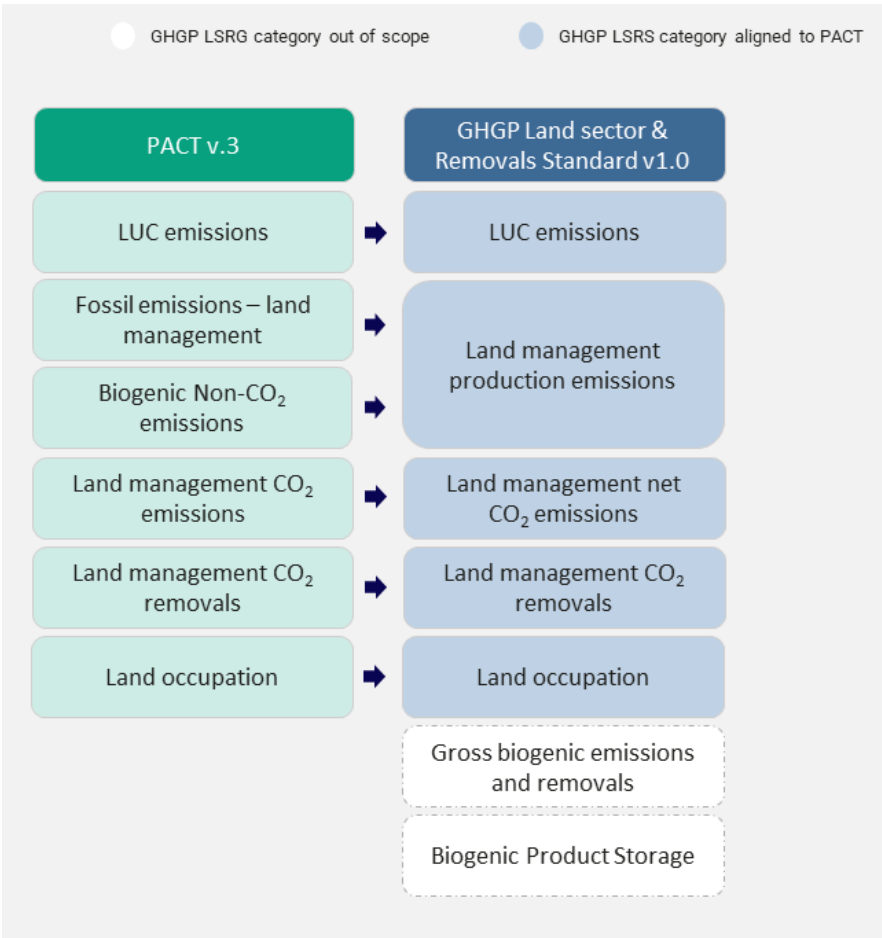 GHGP LSRG category out of scope
GHGP LSRS category aligned to PACT
PACT v.3
GHGP Land sector &
Removals Standard v1.0
LUC emissions
LUC emissions
Fossil emissions – land
management
Biogenic Non-CO₂
emissions
Land management
production emissions
Land management CO₂
emissions
Land management net
CO₂ emissions
Land management CO₂
removals
Land management CO₂
removals
Land occupation
Land occupation
Gross biogenic emissions
and removals
Biogenic Product Storage